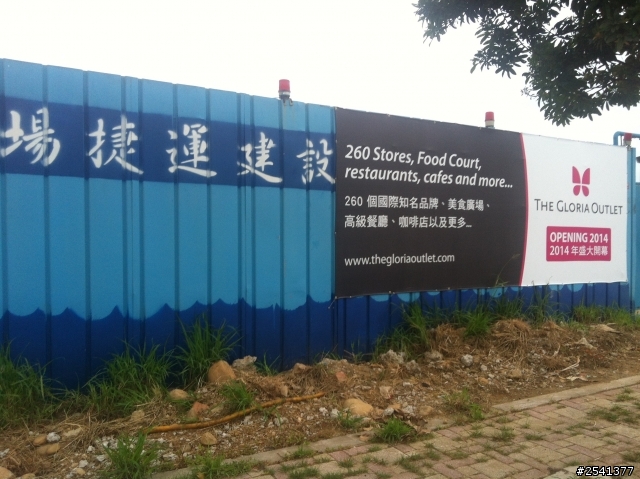 場捷運建設
260 Stores, Food Court,
restaurants, cafes and more...
260 個國際知名品牌、美食廣場、
高級餐廳、咖啡店以及更多...
www.thegloriaoutlet.com
THE GLORIA OUTLET
OPENING 2014
2014 年盛大開幕
#2541377